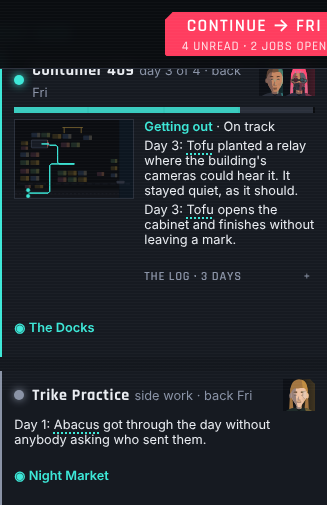 CONTINUE → FRI
4 UNREAD · 2 JOBS OPEN
Container 409 day 3 of 4 · back
Fri
Getting out · On track
Day 3: Tofu planted a relay
where the building's
cameras could hear it. It
stayed quiet, as it should.
Day 3: Tofu opens the
cabinet and finishes without
leaving a mark.
THE LOG · 3 DAYS +
◉ The Docks
Trike Practice side work · back Fri
Day 1: Abacus got through the day without
anybody asking who sent them.
◉ Night Market